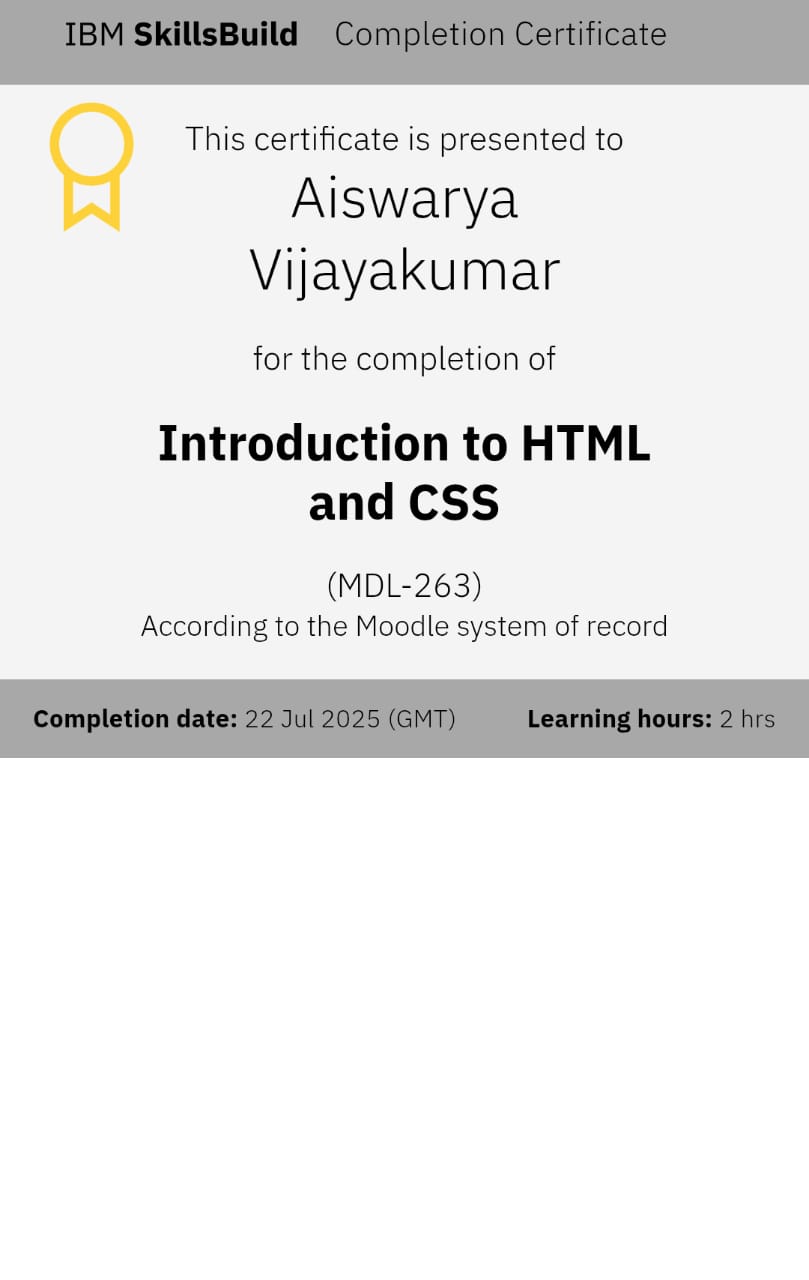 IBM SkillsBuild Completion Certificate
This certificate is presented to
Aiswarya
Vijayakumar
for the completion of
Introduction to HTML
and CSS
(MDL-263)
According to the Moodle system of record
Completion date: 22 Jul 2025 (GMT) Learning hours: 2 hrs